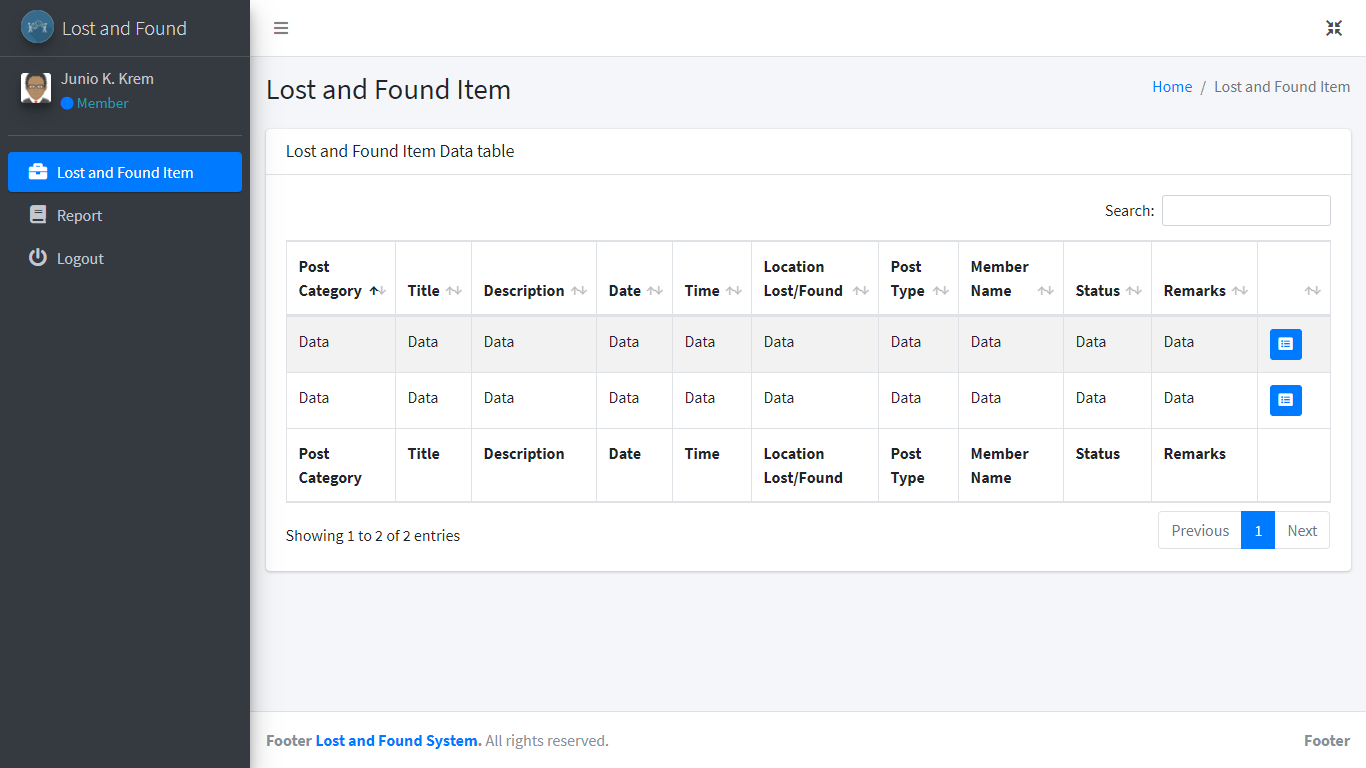 Lost and Found
Junio K. Krem
Member
Lost and Found Item
Report
Logout
Lost and Found Item
Home / Lost and Found Item
Lost and Found Item Data table
Search:
Post Category Title Description Date Time Location Lost/Found Post Type Member Name Status Remarks
Data Data Data Data Data Data Data Data Data Data
Data Data Data Data Data Data Data Data Data Data
Post Category Title Description Date Time Location Lost/Found Post Type Member Name Status Remarks
Showing 1 to 2 of 2 entries
Previous 1 Next
Footer Lost and Found System. All rights reserved.
Footer